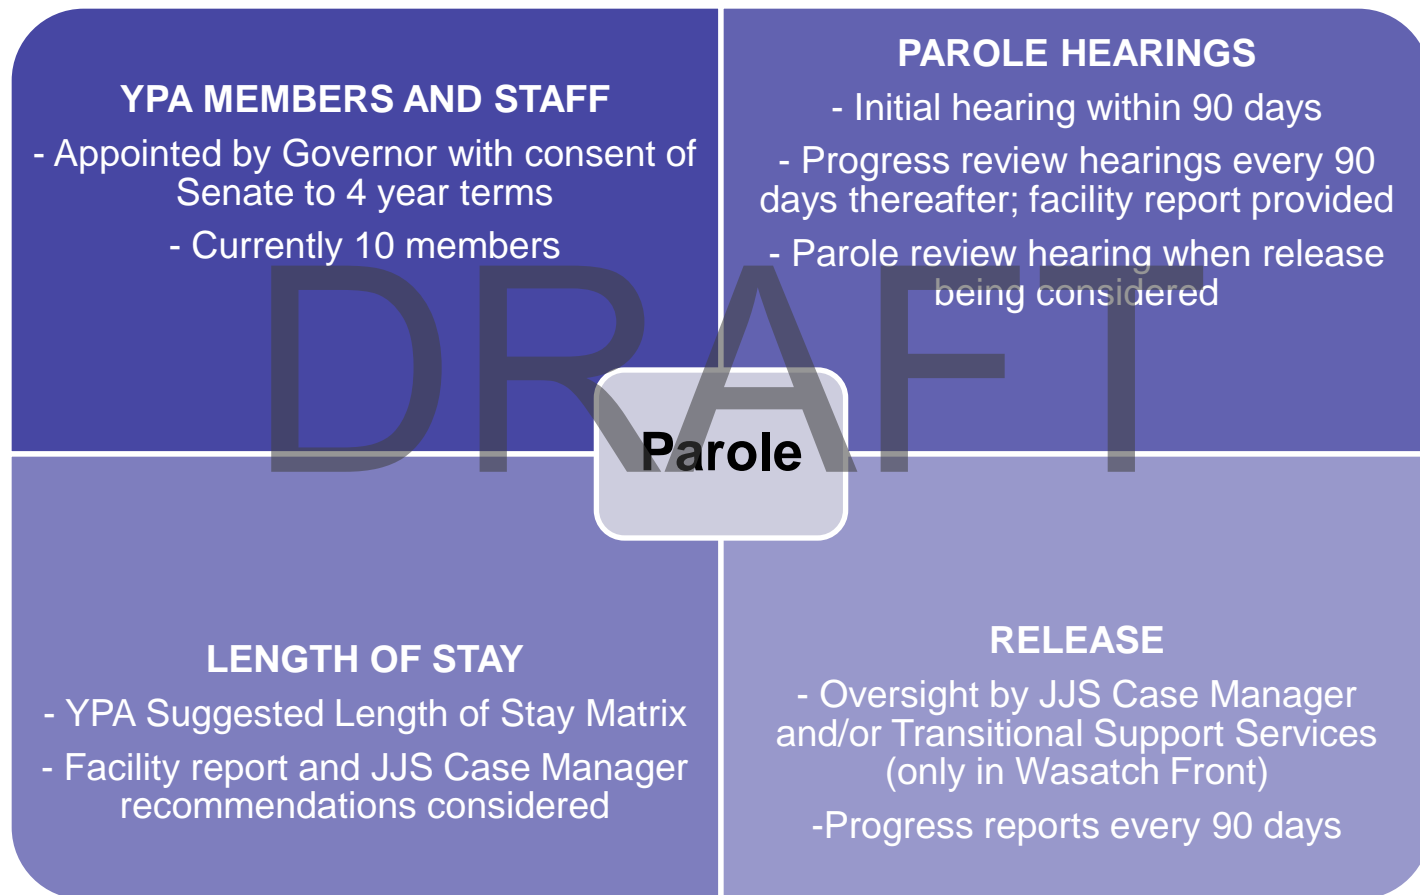 YPA MEMBERS AND STAFF
- Appointed by Governor with consent of
Senate to 4 year terms
- Currently 10 members
PAROLE HEARINGS
- Initial hearing within 90 days
- Progress review hearings every 90
days thereafter; facility report provided
- Parole review hearing when release
being considered
DRAFT
Parole
LENGTH OF STAY
- YPA Suggested Length of Stay Matrix
- Facility report and JJS Case Manager
recommendations considered
RELEASE
- Oversight by JJS Case Manager
and/or Transitional Support Services
(only in Wasatch Front)
-Progress reports every 90 days